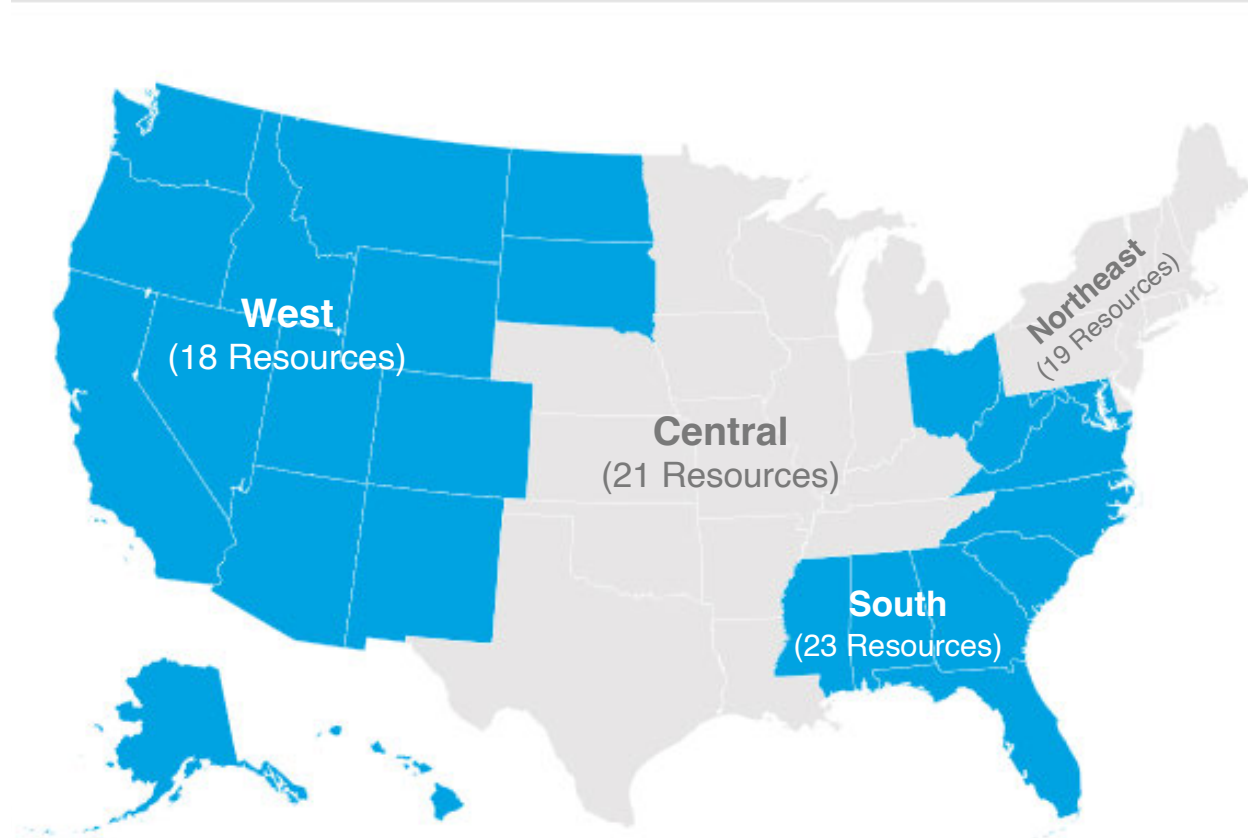 West
(18 Resources)
Central
(21 Resources)
Northeast
(19 Resources)
South
(23 Resources)